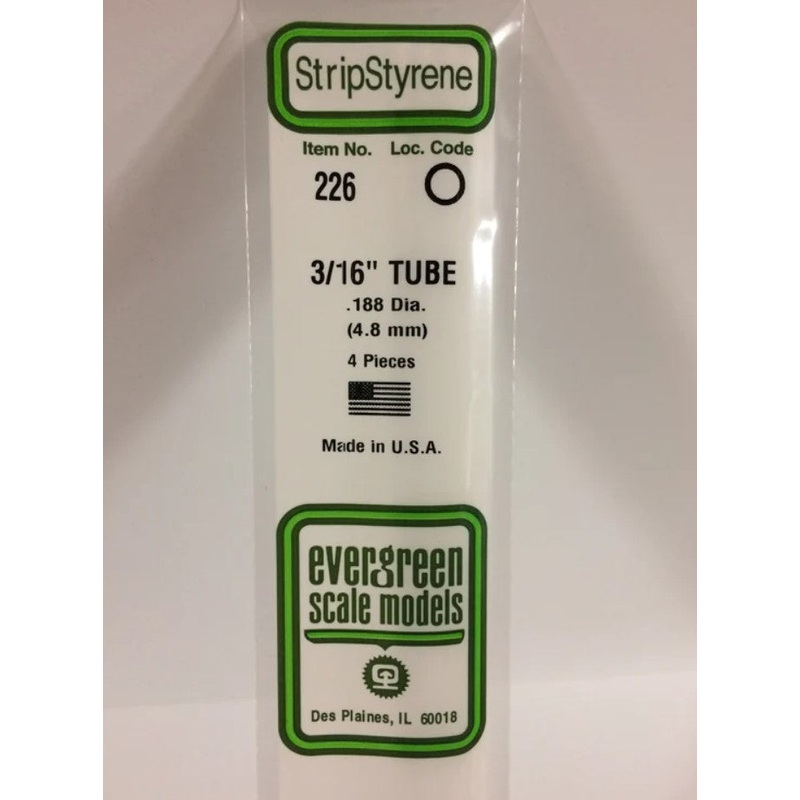 StripStyrene
Item No. Loc. Code
226
3/16" TUBE
.188 Dia.
(4.8 mm)
4 Pieces
Made in U.S.A.
evergreen
scale models
Des Plaines, IL 60018